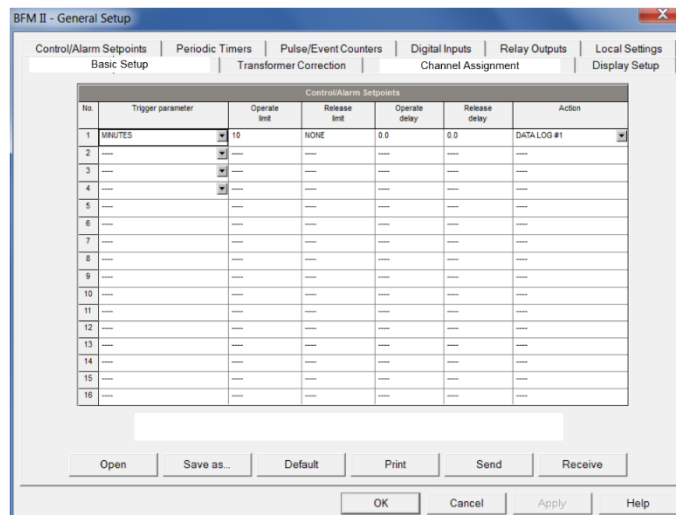 BFM II - General Setup
Control/Alarm Setpoints Periodic Timers Pulse/Event Counters Digital Inputs Relay Outputs Local Settings
Basic Setup Transformer Correction Channel Assignment Display Setup
Control/Alarm Setpoints
No. Trigger parameter Operate limit Release limit Operate delay Release delay Action
1 MINUTES 10 NONE 0.0 0.0 DATA LOG #1
2 ---- ---- ---- ---- ---- ----
3 ---- ---- ---- ---- ---- ----
4 ---- ---- ---- ---- ---- ----
5 ---- ---- ---- ---- ---- ----
6 ---- ---- ---- ---- ---- ----
7 ---- ---- ---- ---- ---- ----
8 ---- ---- ---- ---- ---- ----
9 ---- ---- ---- ---- ---- ----
10 ---- ---- ---- ---- ---- ----
11 ---- ---- ---- ---- ---- ----
12 ---- ---- ---- ---- ---- ----
13 ---- ---- ---- ---- ---- ----
14 ---- ---- ---- ---- ---- ----
15 ---- ---- ---- ---- ---- ----
16 ---- ---- ---- ---- ---- ----
Open Save as... Default Print Send Receive
OK Cancel Apply Help